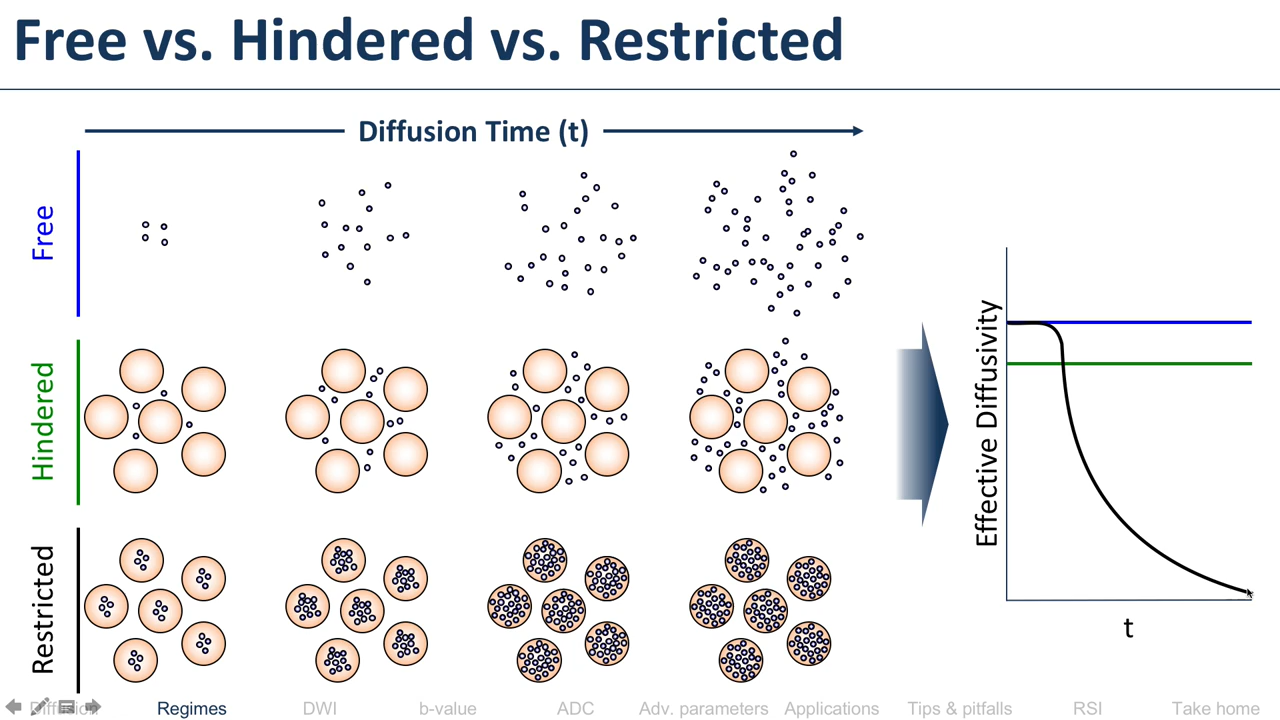 Free vs. Hindered vs. Restricted
Diffusion Time (t)
Free
Hindered
Restricted
Effective Diffusivity
t
Diffusion
Regimes
DWI
b-value
ADC
Adv. parameters
Applications
Tips & pitfalls
RSI
Take home